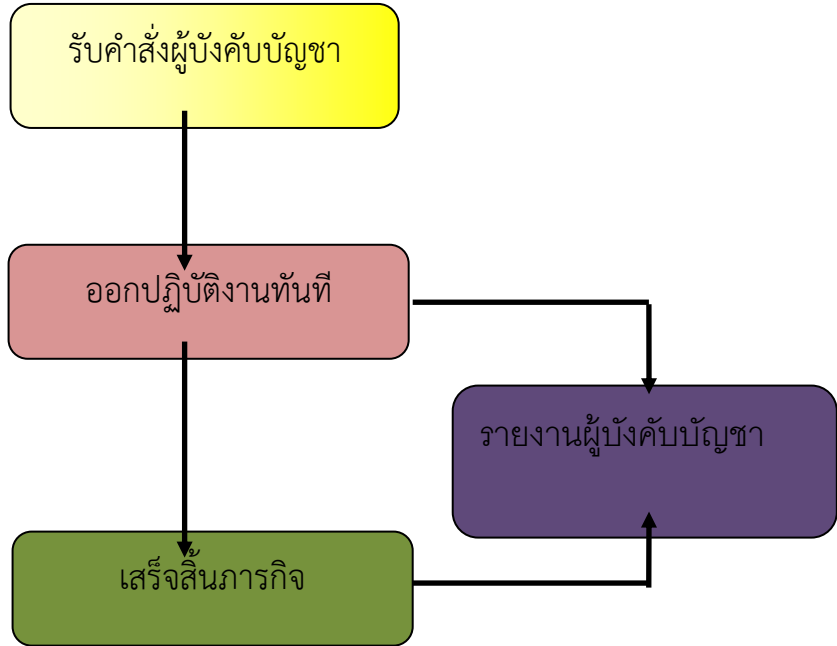 รับคำสั่งผู้บังคับบัญชา
ออกปฏิบัติงานทันที
รายงานผู้บังคับบัญชา
เสร็จสิ้นภารกิจ